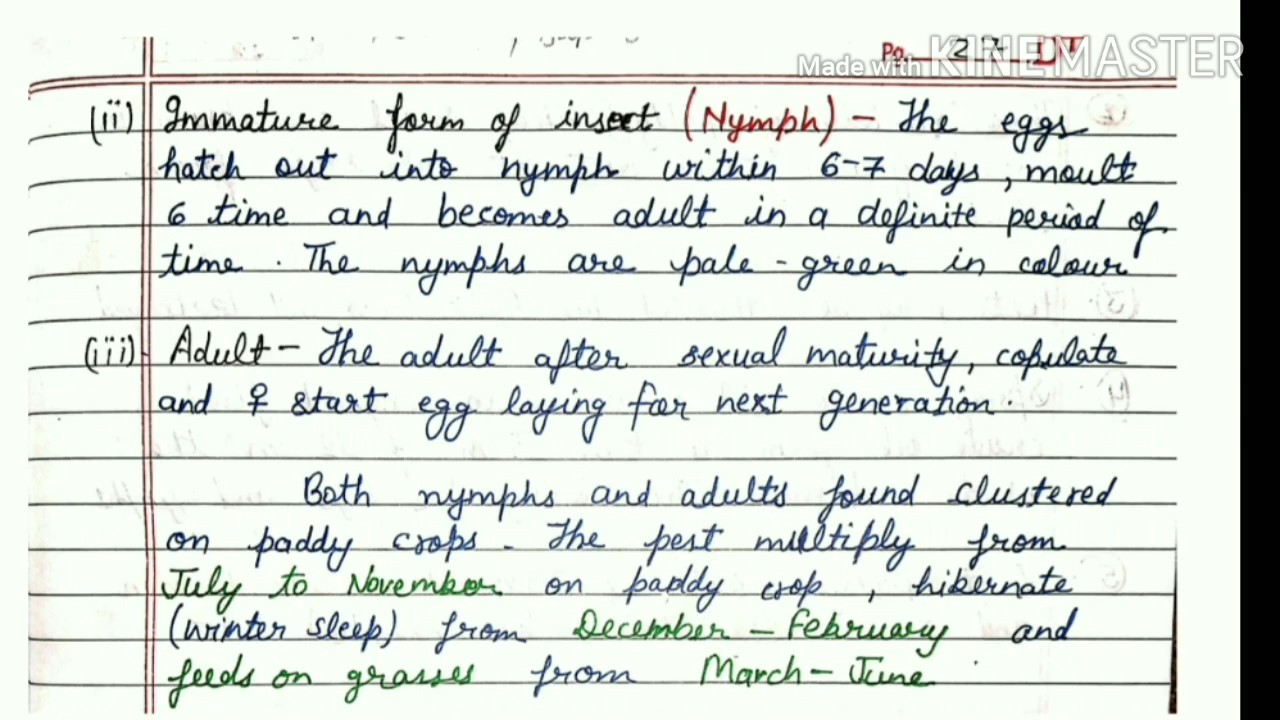 Pg. 27
Made with KINEMASTER
(ii) Immature form of insect (Nymph) - The eggs
hatch out into nymph within 6-7 days, moult
6 time and becomes adult in a definite period of
time. The nymphs are pale-green in colour
(iii) Adult - The adult after sexual maturity, copulate
and ♀ start egg laying for next generation.
Both nymphs and adults found clustered
on paddy crops. The pest multiply from
July to November on paddy crop, hibernate
(winter sleep) from December - February and
feeds on grasses from March - June